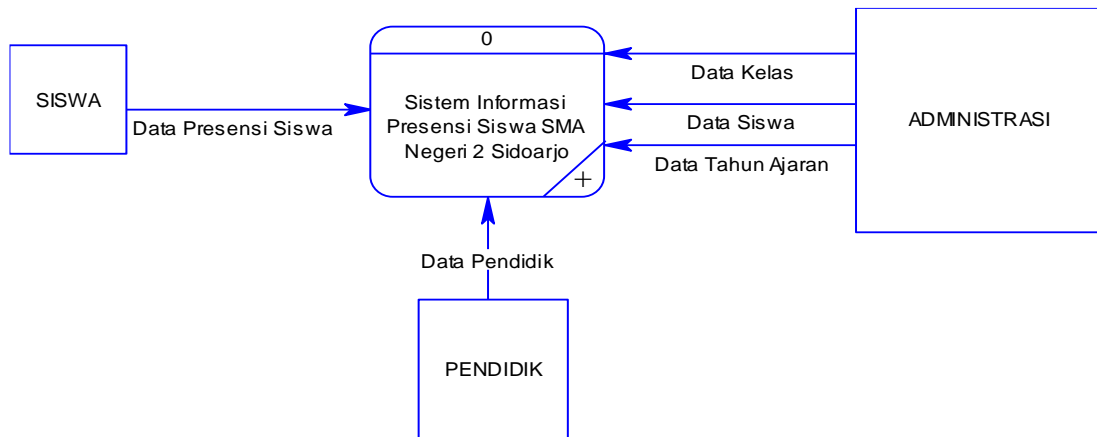 0
SISWA
Data Presensi Siswa
Sistem Informasi
Presensi Siswa SMA
Negeri 2 Sidoarjo
+
Data Kelas
Data Siswa
Data Tahun Ajaran
ADMINISTRASI
Data Pendidik
PENDIDIK